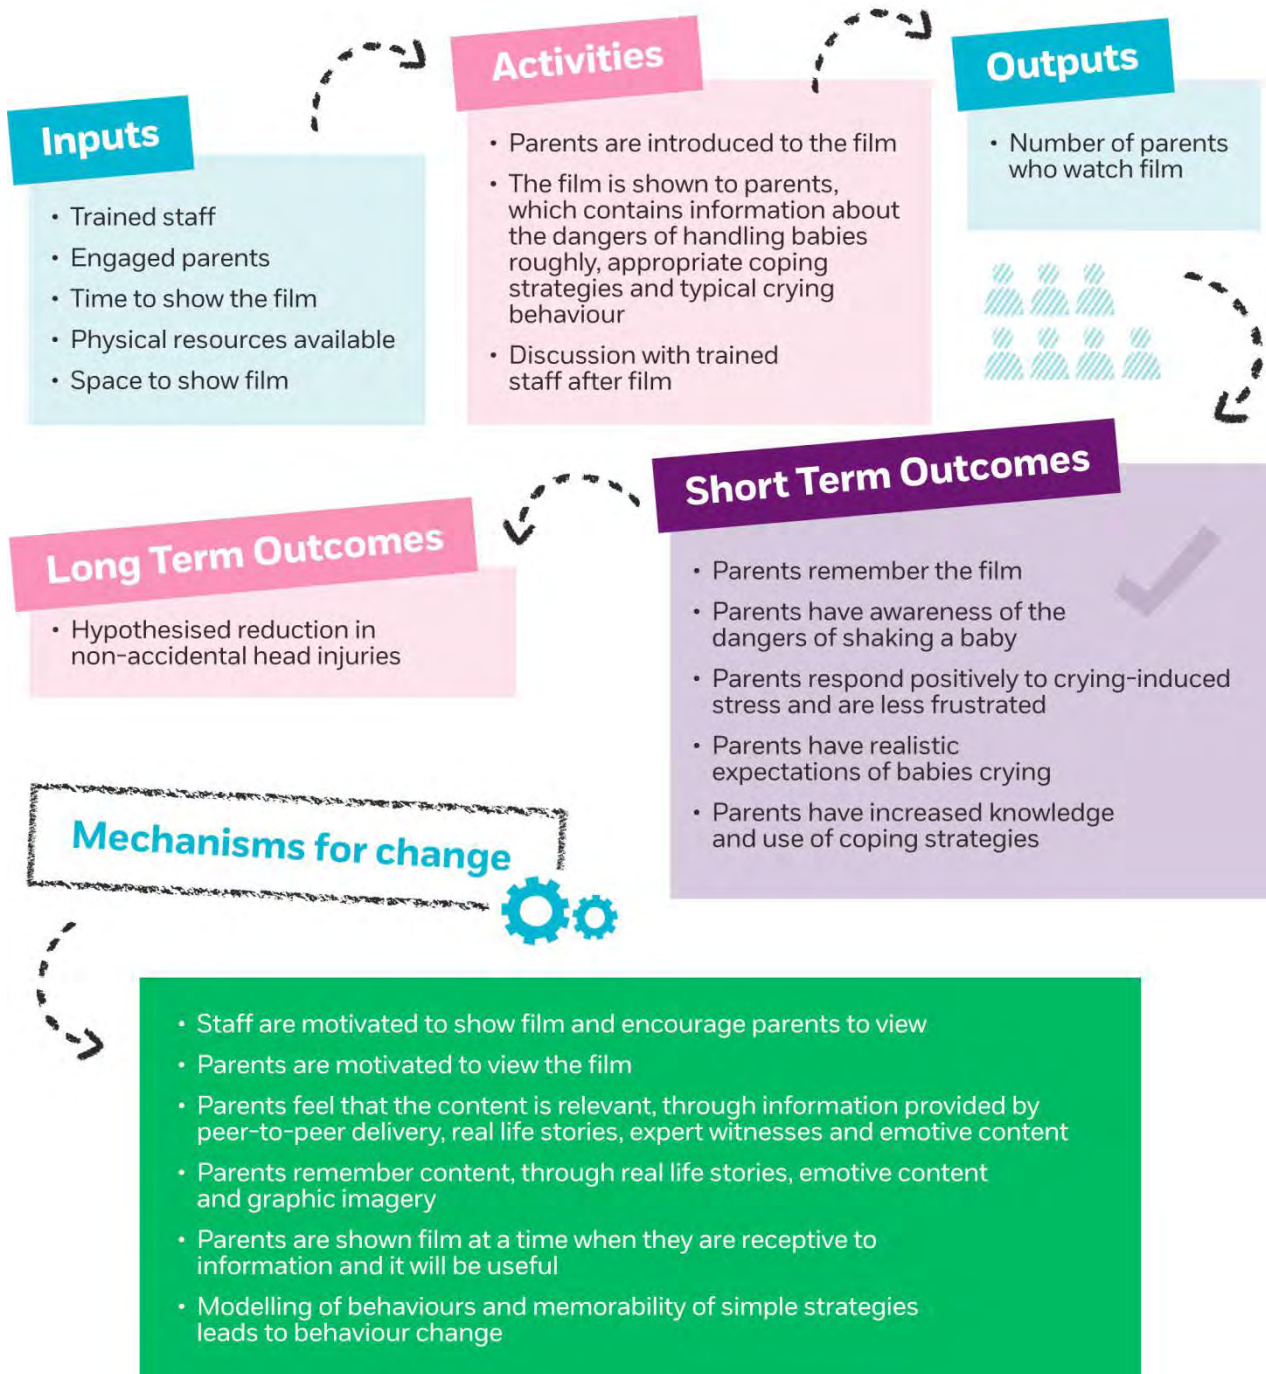 Inputs
• Trained staff
• Engaged parents
• Time to show the film
• Physical resources available
• Space to show film
Activities
• Parents are introduced to the film
• The film is shown to parents,
which contains information about
the dangers of handling babies
roughly, appropriate coping
strategies and typical crying
behaviour
• Discussion with trained
staff after film
Outputs
• Number of parents
who watch film
Short Term Outcomes
• Parents remember the film
• Parents have awareness of the
dangers of shaking a baby
• Parents respond positively to crying-induced
stress and are less frustrated
• Parents have realistic
expectations of babies crying
• Parents have increased knowledge
and use of coping strategies
Long Term Outcomes
• Hypothesised reduction in
non-accidental head injuries
Mechanisms for change
• Staff are motivated to show film and encourage parents to view
• Parents are motivated to view the film
• Parents feel that the content is relevant, through information provided by
peer-to-peer delivery, real life stories, expert witnesses and emotive content
• Parents remember content, through real life stories, emotive content
and graphic imagery
• Parents are shown film at a time when they are receptive to
information and it will be useful
• Modelling of behaviours and memorability of simple strategies
leads to behaviour change